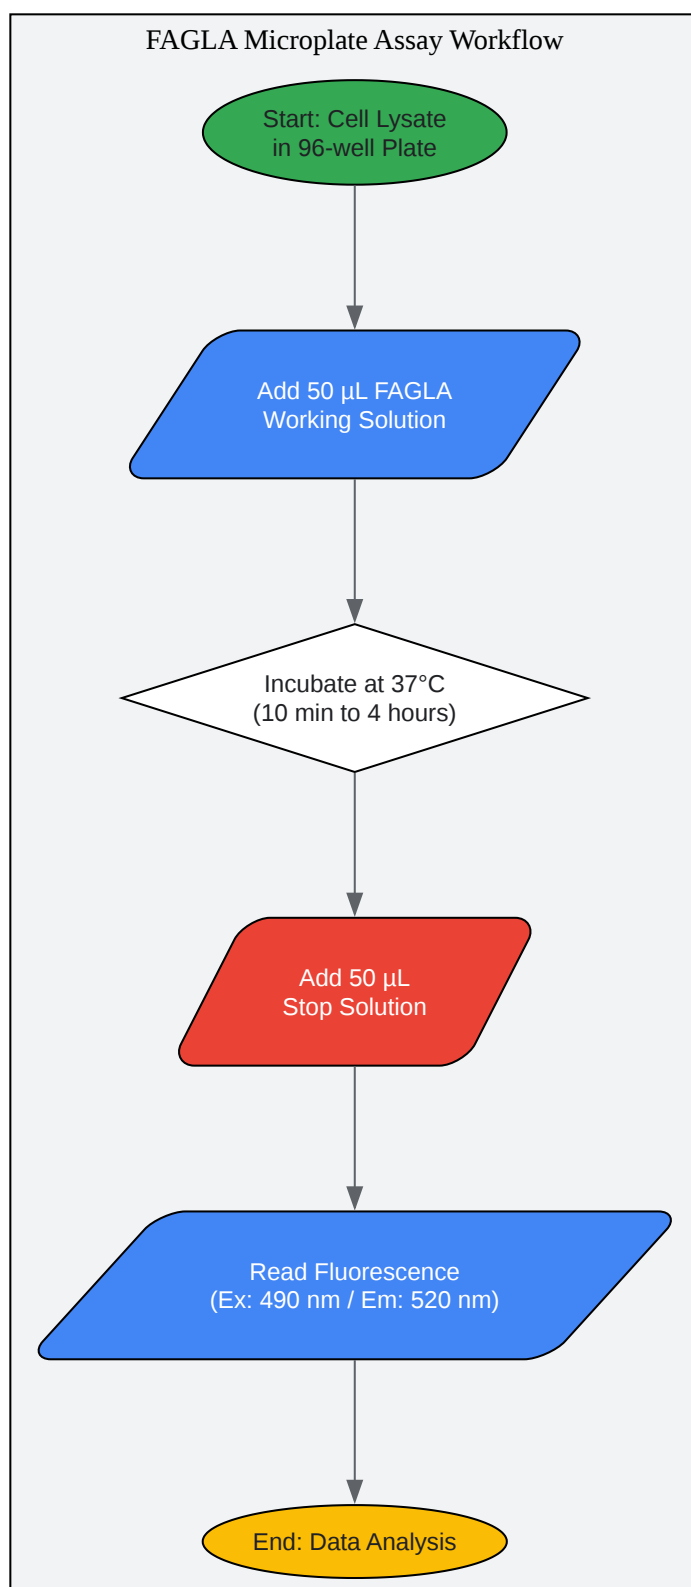 FAGLA Microplate Assay Workflow
Start: Cell Lysate
in 96-well Plate
Add 50 µL FAGLA
Working Solution
Incubate at 37°C
(10 min to 4 hours)
Add 50 µL
Stop Solution
Read Fluorescence
(Ex: 490 nm / Em: 520 nm)
End: Data Analysis